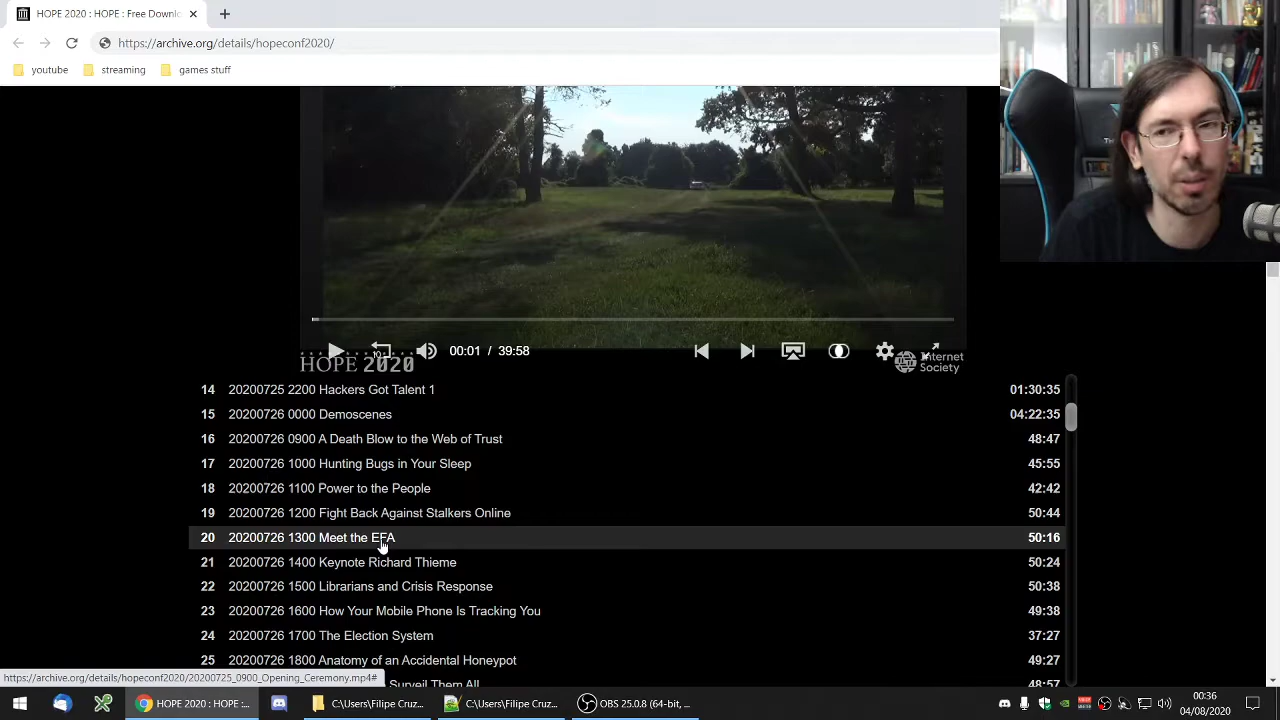 HOPE 2020 : HOPE : Free Downlo
https://archive.org/details/hopeconf2020/
youtube
streaming
games stuff
10
00:01 / 39:58
HOPE 2020
Internet
Society
14 20200725 2200 Hackers Got Talent 1 01:30:35
15 20200726 0000 Demoscenes 04:22:35
16 20200726 0900 A Death Blow to the Web of Trust 48:47
17 20200726 1000 Hunting Bugs in Your Sleep 45:55
18 20200726 1100 Power to the People 42:42
19 20200726 1200 Fight Back Against Stalkers Online 50:44
20 20200726 1300 Meet the EFA 50:16
21 20200726 1400 Keynote Richard Thieme 50:24
22 20200726 1500 Librarians and Crisis Response 50:38
23 20200726 1600 How Your Mobile Phone Is Tracking You 49:38
24 20200726 1700 The Election System 37:27
25 20200726 1800 Anatomy of an Accidental Honeypot 49:27
Surveil Them All 48:57
https://archive.org/details/hopeconf2020/20200725_0900_Opening_Ceremony.mp4#
HOPE 2020 : HOPE :...
C:\Users\Filipe Cruz...
C:\Users\Filipe Cruz...
OBS 25.0.8 (64-bit, ...
00:36
04/08/2020